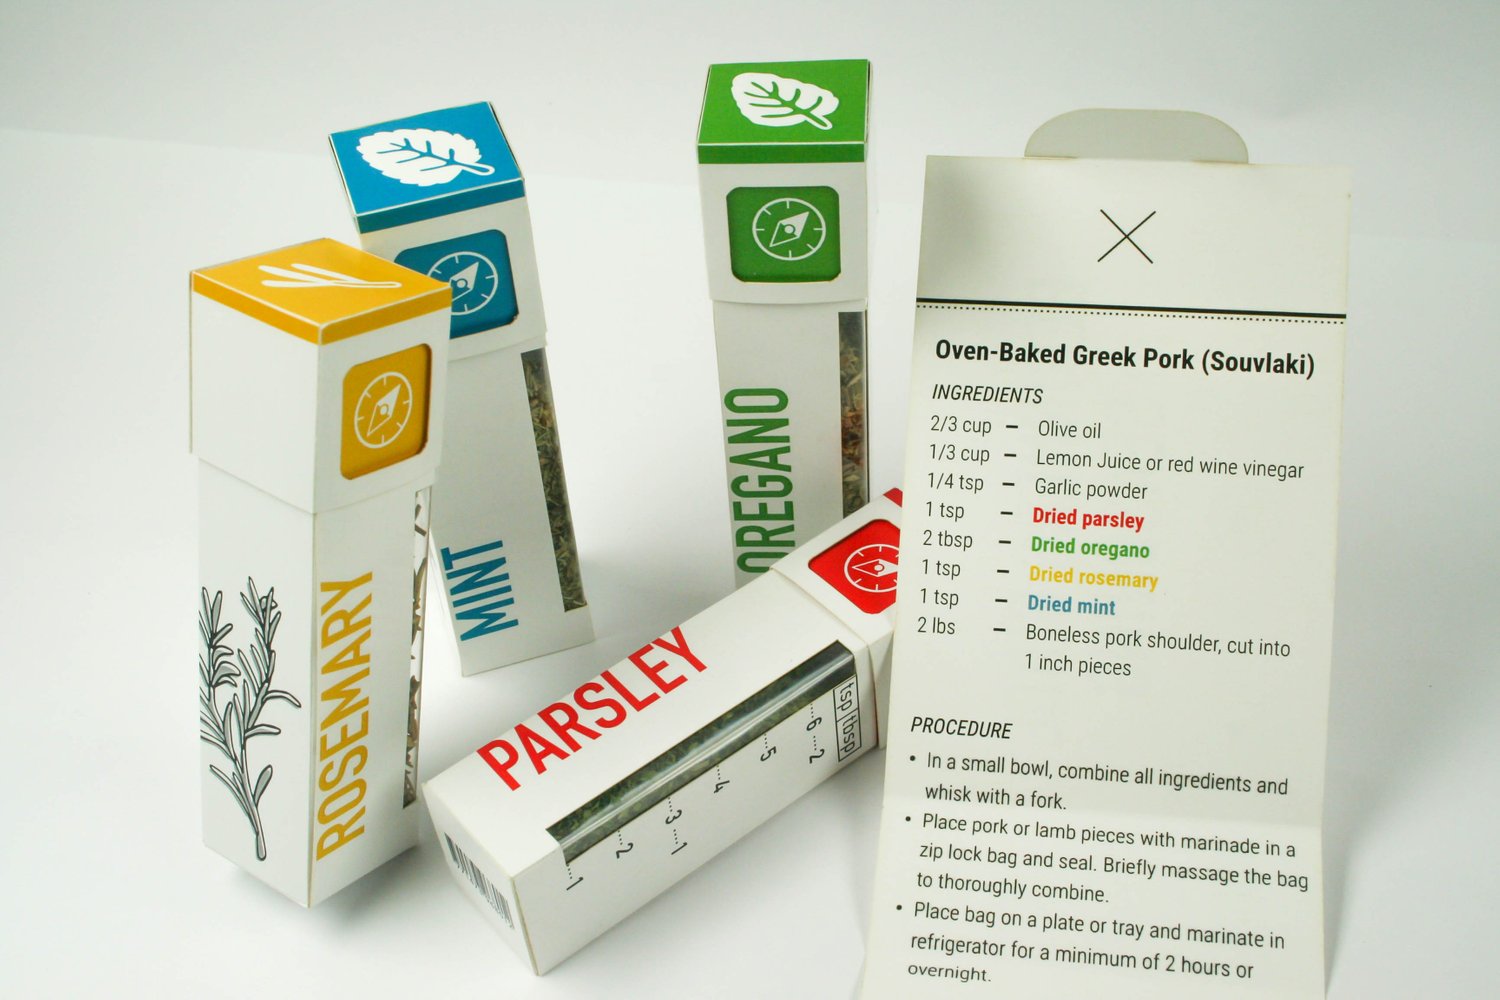 ROSEMARY
MINT
OREGANO
PARSLEY
tsp tbsp
6 2
5
4
3 1
2
1
Oven-Baked Greek Pork (Souvlaki)
INGREDIENTS
2/3 cup – Olive oil
1/3 cup – Lemon Juice or red wine vinegar
1/4 tsp – Garlic powder
1 tsp – Dried parsley
2 tbsp – Dried oregano
1 tsp – Dried rosemary
1 tsp – Dried mint
2 lbs – Boneless pork shoulder, cut into
1 inch pieces
PROCEDURE
• In a small bowl, combine all ingredients and
whisk with a fork.
• Place pork or lamb pieces with marinade in a
zip lock bag and seal. Briefly massage the bag
to thoroughly combine.
• Place bag on a plate or tray and marinate in
refrigerator for a minimum of 2 hours or
overnight.